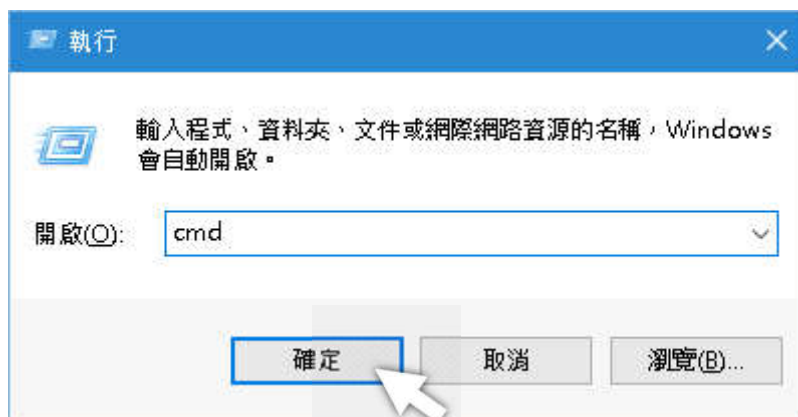 執行
輸入程式、資料夾、文件或網際網路資源的名稱，Windows
會自動開啟。
開啟(O):
cmd
確定
取消
瀏覽(B)...